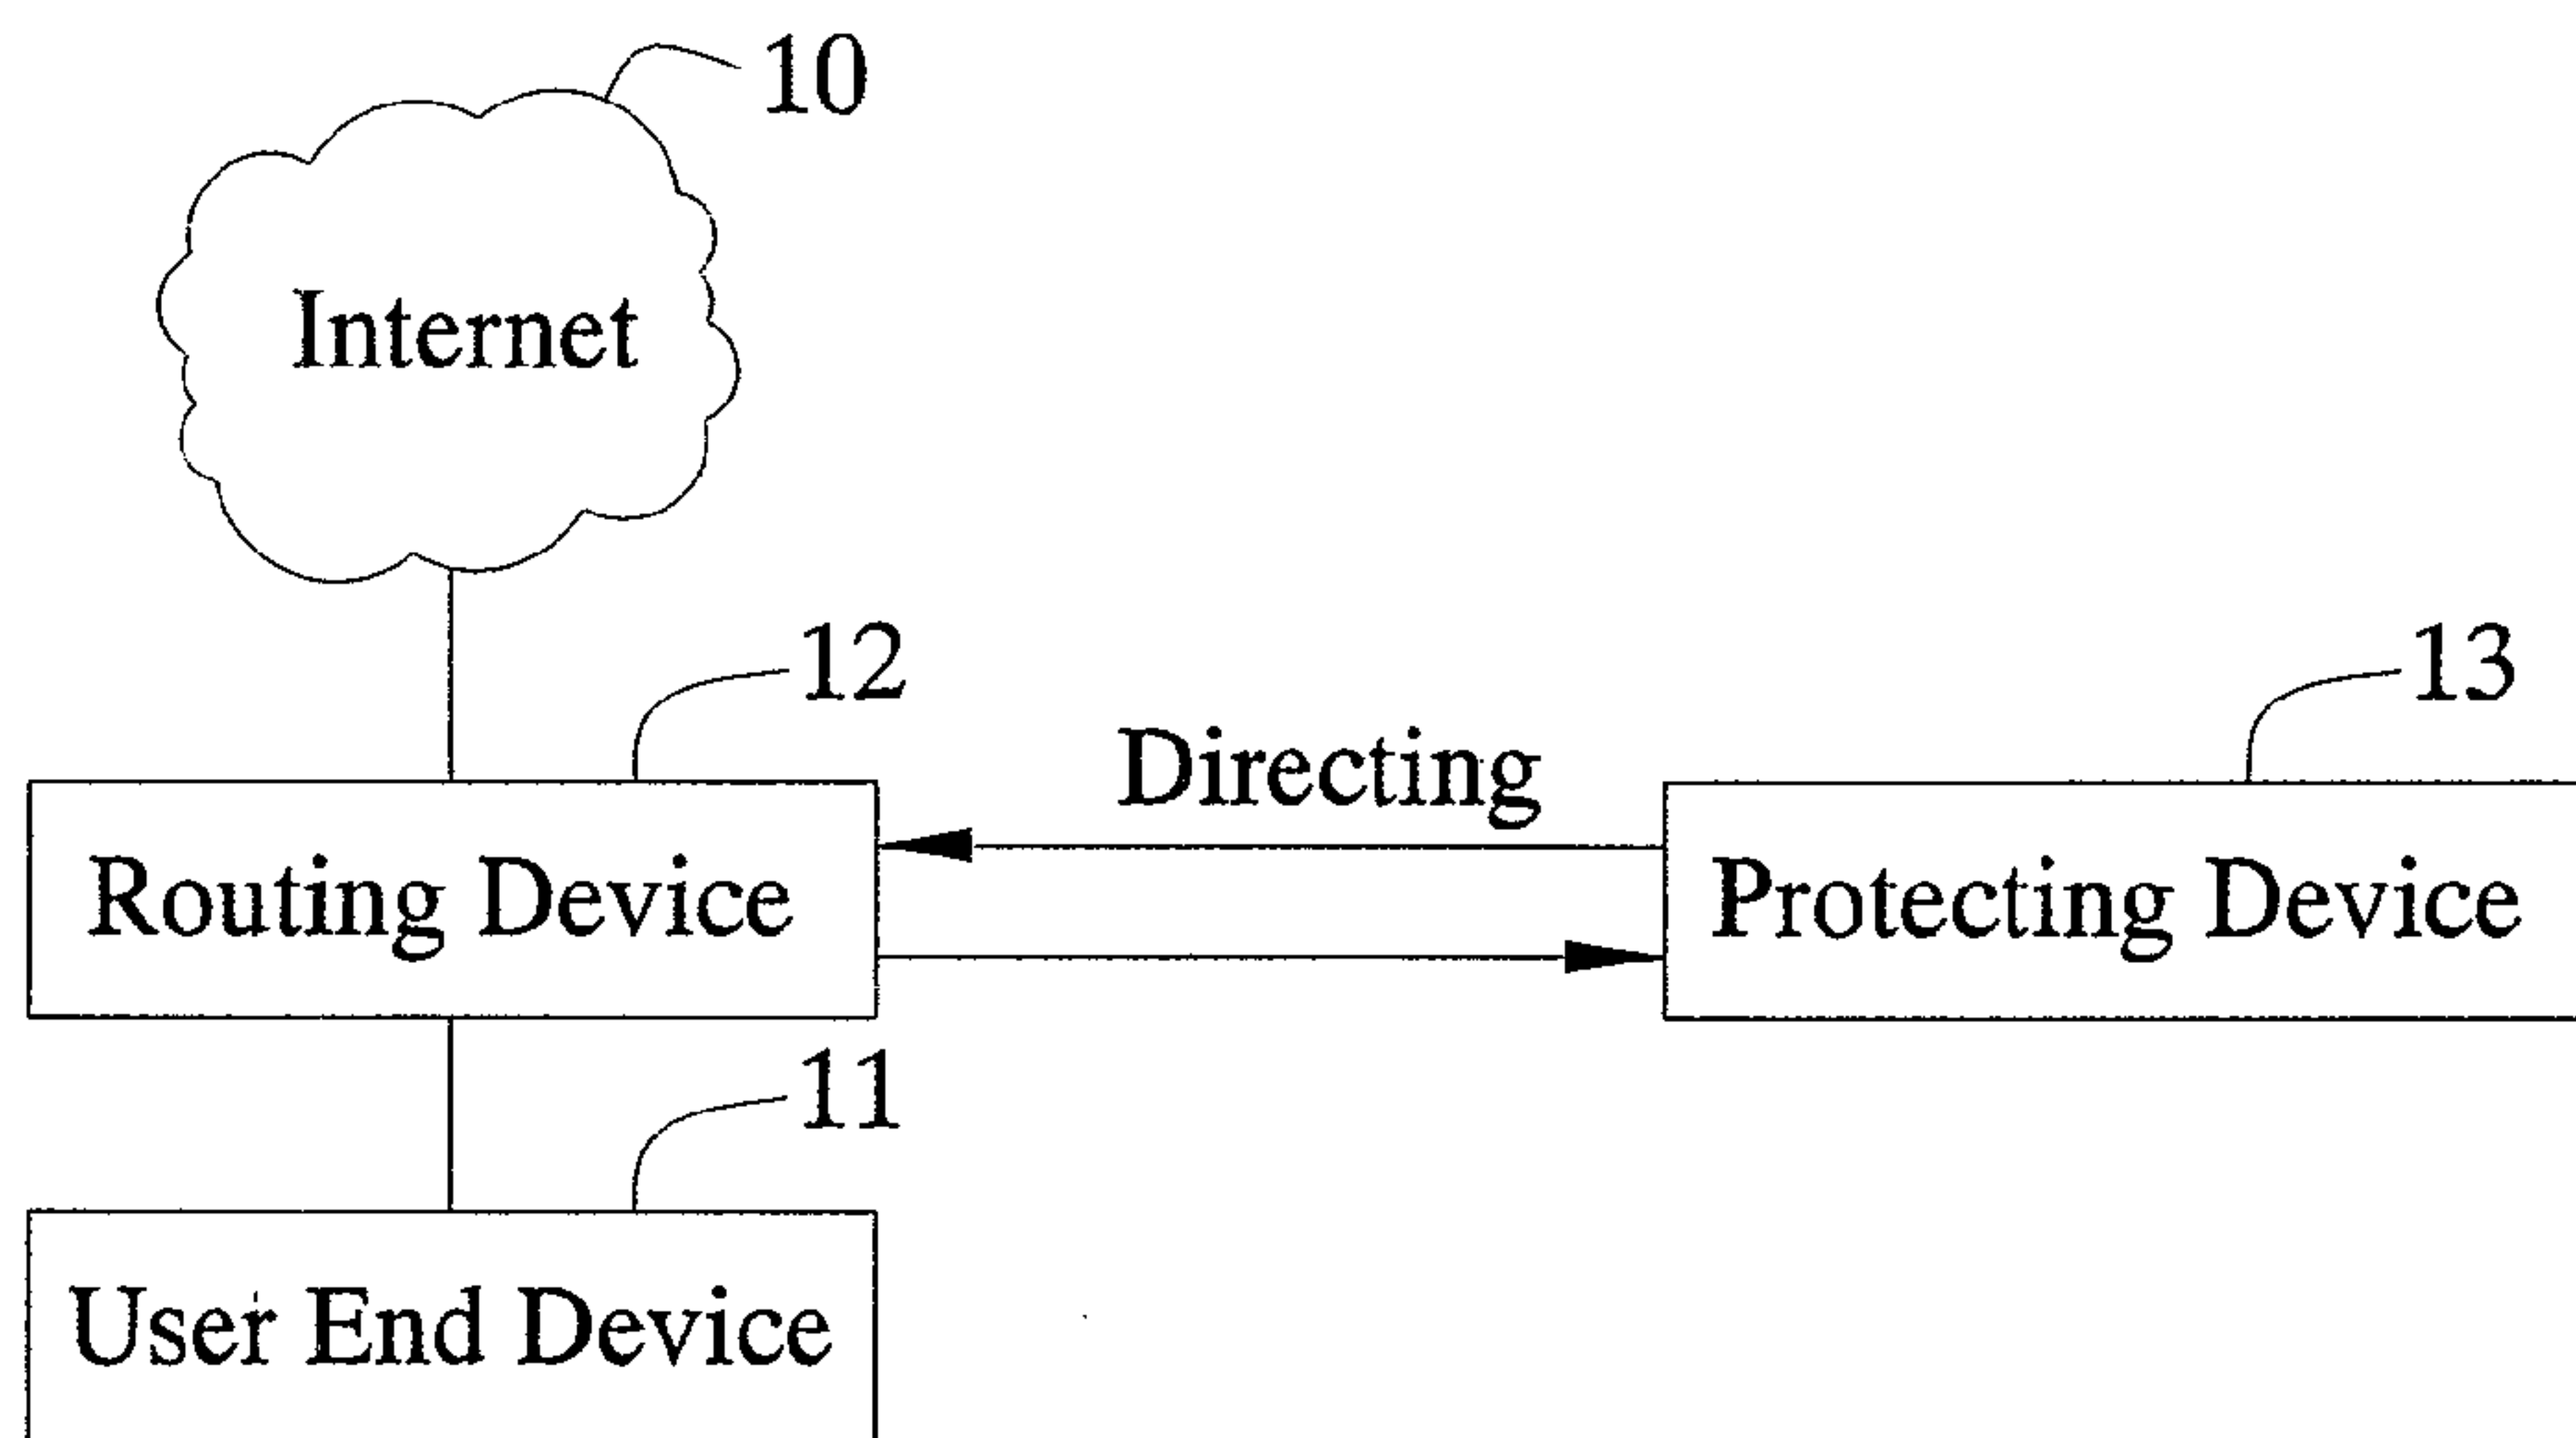 10
Internet
12
13
Directing
Routing Device
Protecting Device
11
User End Device